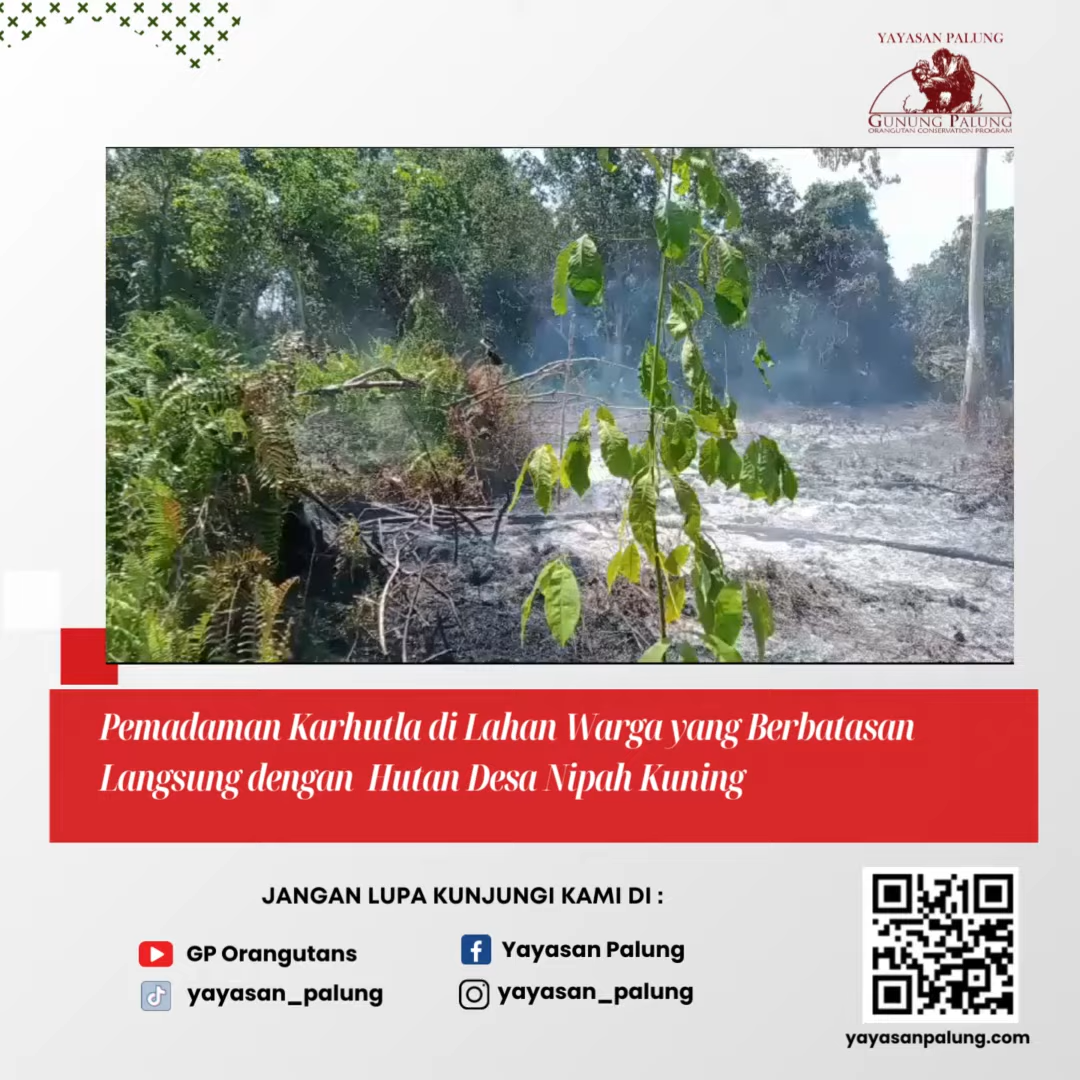 YAYASAN PALUNG
GUNUNG PALUNG
ORANGUTAN CONSERVATION PROGRAM
Pemadaman Karhutla di Lahan Warga yang Berbatasan
Langsung dengan Hutan Desa Nipah Kuning
JANGAN LUPA KUNJUNGI KAMI DI :
GP Orangutans
Yayasan Palung
yayasan_palung
yayasan_palung
yayasanpalung.com